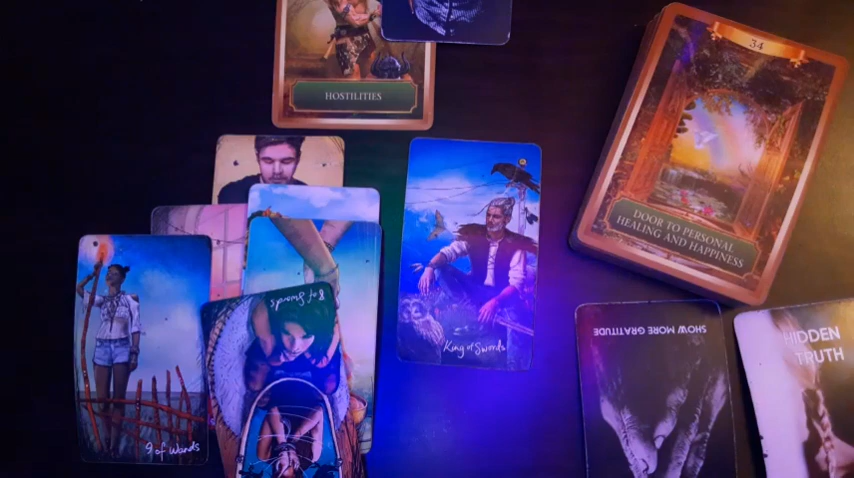 HOSTILITIES
34
DOOR TO PERSONAL
HEALING AND HAPPINESS
8 of Swords
King of Swords
9 of Wands
SHOW MORE GRATITUDE
HIDDEN
TRUTH